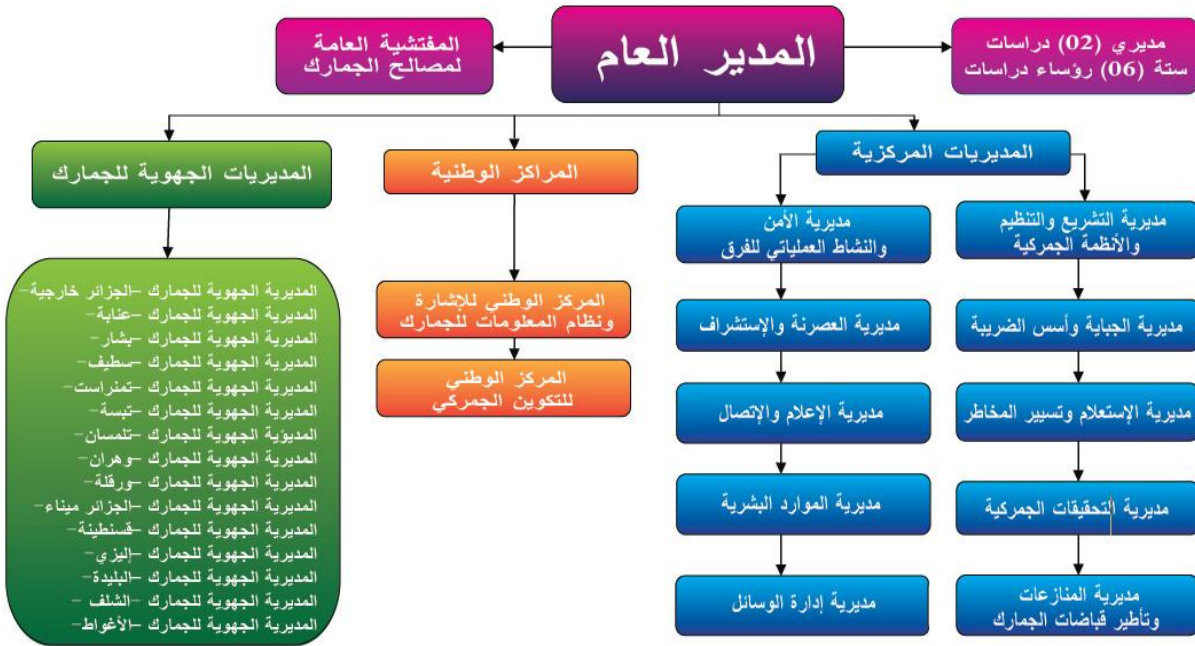 المدير العام
مديري (02) دراسات
ستة (06) رؤساء دراسات
المفتشية العامة
لمصالح الجمارك
المديريات المركزية
مديرية التشريع والتنظيم
والأنظمة الجمركية
مديرية الجباية وأسس الضريبة
مديرية الإستعلام وتسيير المخاطر
مديرية التحقيقات الجمركية
مديرية المنازعات
وتأطير قباضات الجمارك
مديرية الأمن
والنشاط العملياتي للفرق
مديرية العصرنة والإستشراف
مديرية الإعلام والإتصال
مديرية الموارد البشرية
مديرية إدارة الوسائل
المراكز الوطنية
المركز الوطني للإشارة
ونظام المعلومات للجمارك
المركز الوطني
للتكوين الجمركي
المديريات الجهوية للجمارك
المديرية الجهوية للجمارك -الجزائر خارجية-
المديرية الجهوية للجمارك -عنابة-
المديرية الجهوية للجمارك -بشار-
المديرية الجهوية للجمارك -سطيف-
المديرية الجهوية للجمارك -تمنراست-
المديرية الجهوية للجمارك -تبسة-
المديؤية الجهوية للجمارك -تلمسان-
المديرية الجهوية للجمارك -وهران-
المديرية الجهوية للجمارك -ورقلة-
المديرية الجهوية للجمارك -الجزائر ميناء-
المديرية الجهوية للجمارك -قسنطينة-
المديرية الجهوية للجمارك -إليزي-
المديرية الجهوية للجمارك -البليدة-
المديرية الجهوية للجمارك -الشلف -
المديرية الجهوية للجمارك -الأغواط-